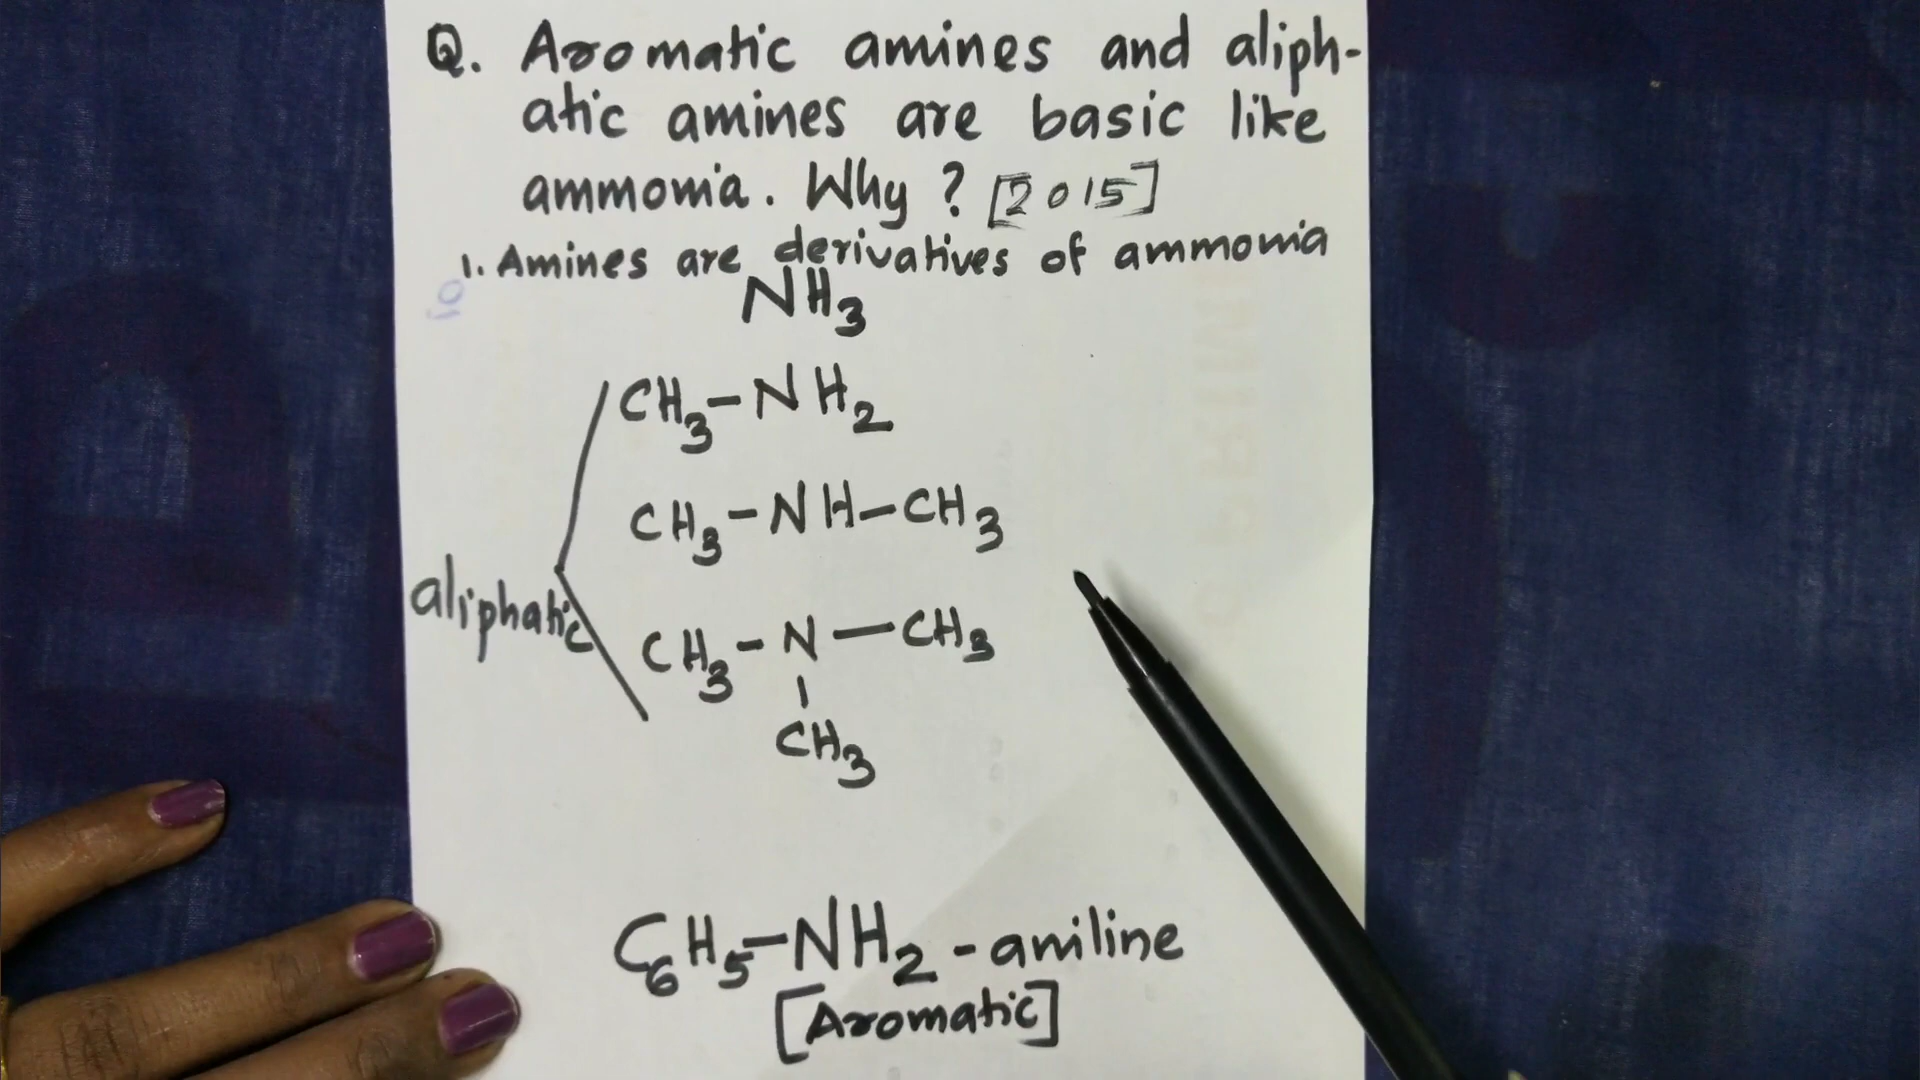 Q. Aromatic amines and aliph-
atic amines are basic like
ammonia. Why? [2015]
1. Amines are derivatives of ammonia
NH3
CH3-NH2
CH3-NH-CH3
aliphatic
CH3-N-CH3
CH3
C6H5-NH2-aniline
[Aromatic]